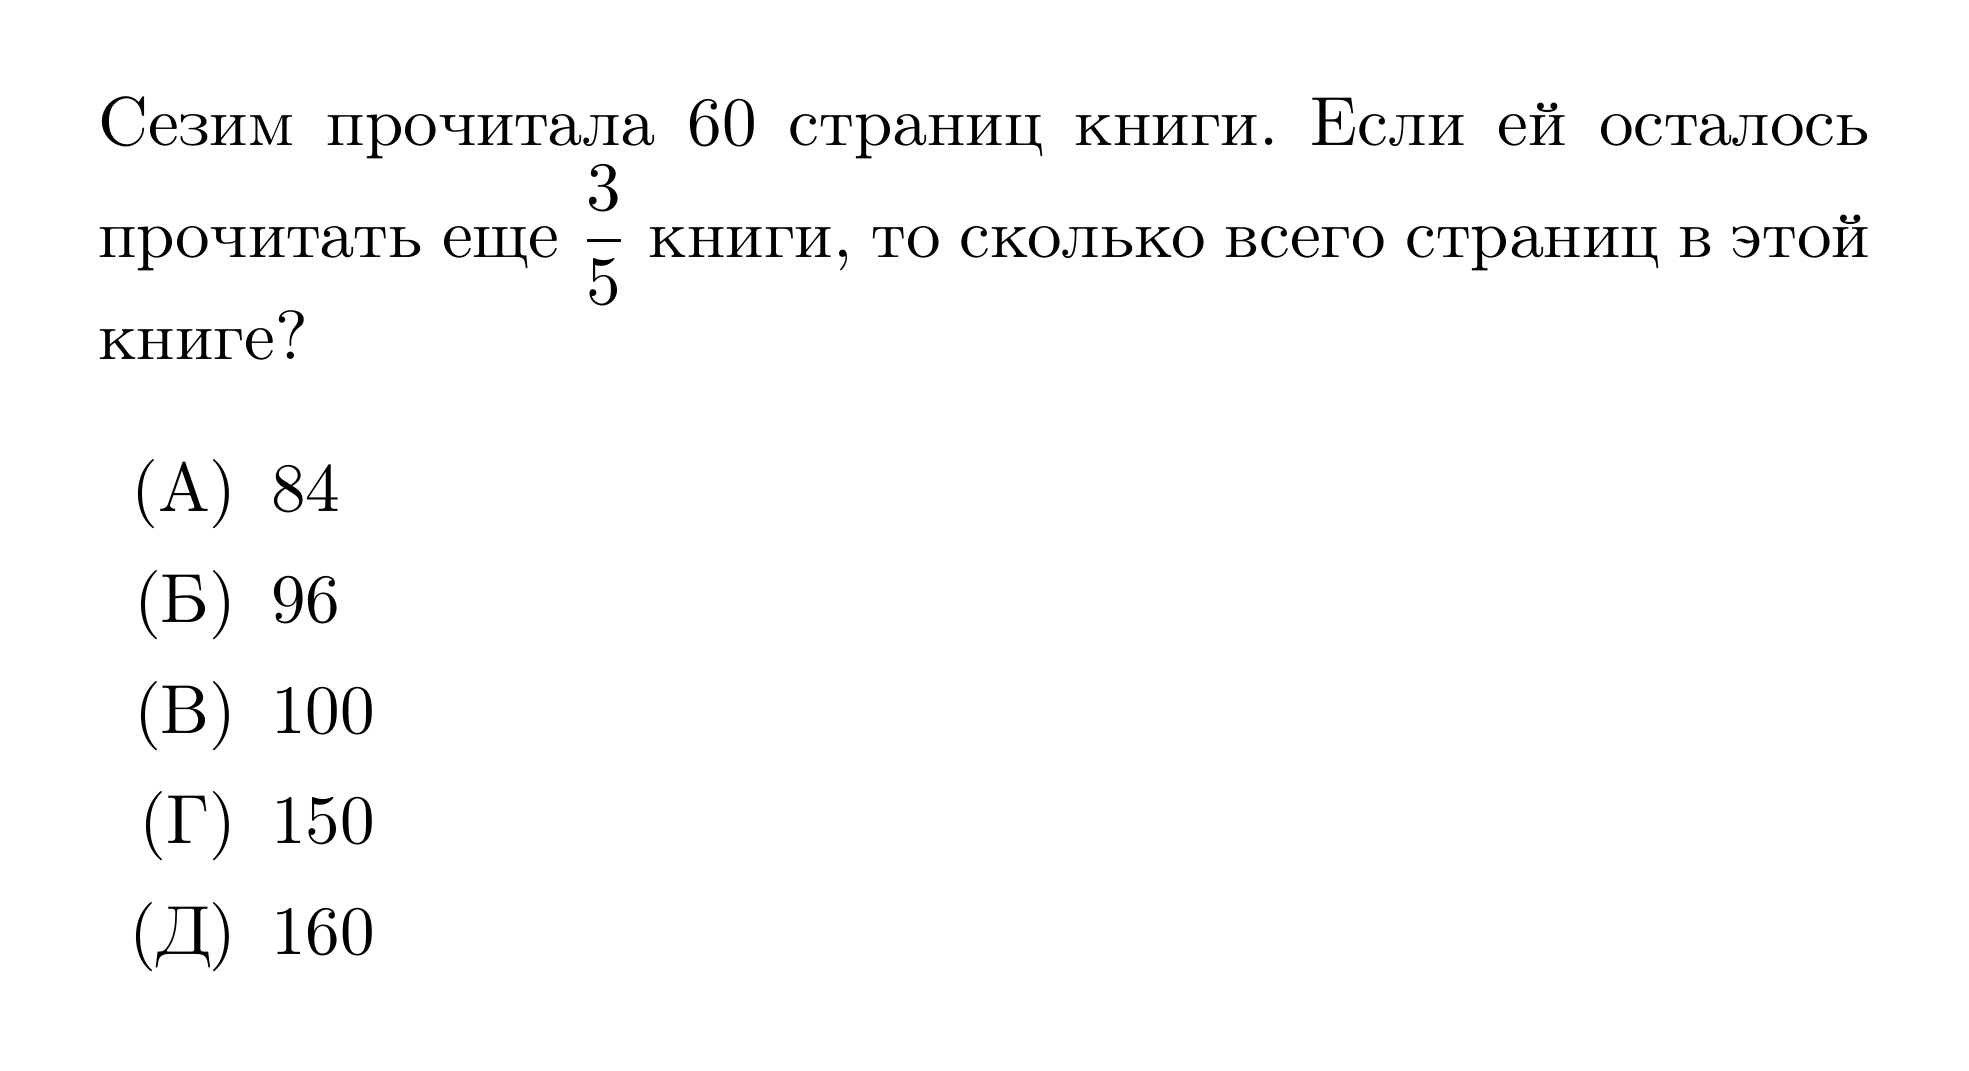 Сезим прочитала 60 страниц книги. Если ей осталось
прочитать еще \frac{3}{5} книги, то сколько всего страниц в этой
книге?
(А) 84
(Б) 96
(В) 100
(Г) 150
(Д) 160